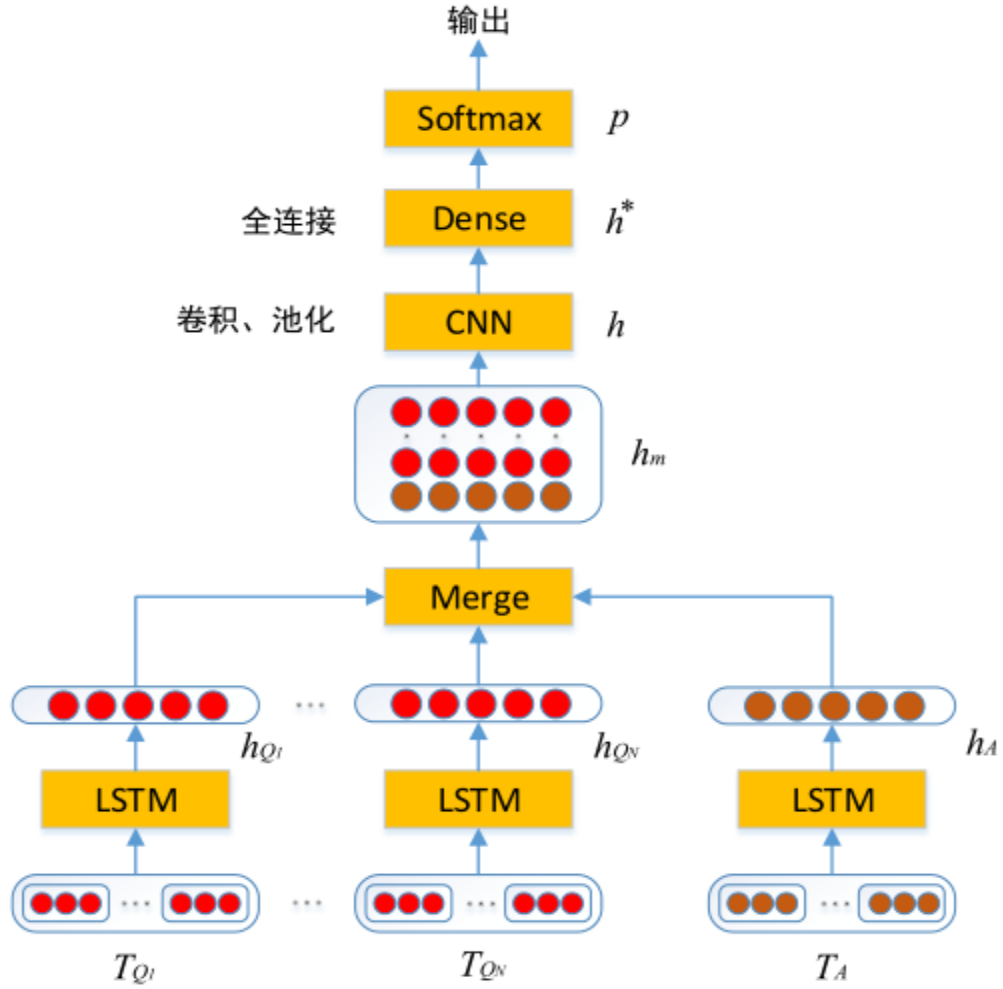 输出
Softmax p
全连接 Dense h*
卷积、池化 CNN h
hm
Merge
... hQ1 hQN hA
LSTM LSTM LSTM
... ... ... ...
TQ1 TQN TA